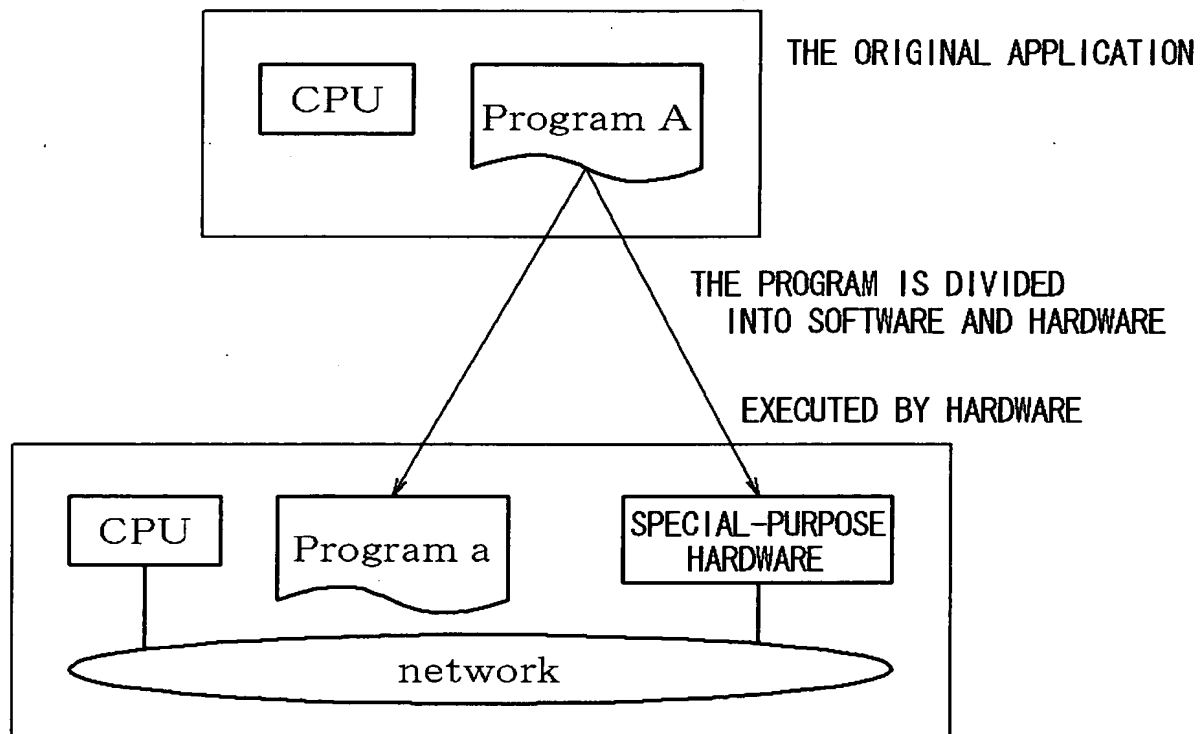 THE ORIGINAL APPLICATION
CPU
Program A
THE PROGRAM IS DIVIDED
INTO SOFTWARE AND HARDWARE
EXECUTED BY HARDWARE
CPU
Program a
SPECIAL-PURPOSE
HARDWARE
network